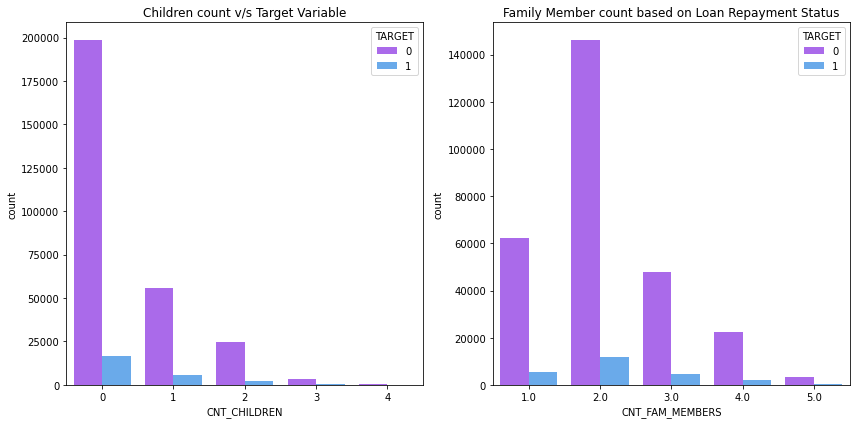 Children count v/s Target Variable
TARGET
0
1
200000
175000
150000
125000
100000
75000
50000
25000
0
count
0 1 2 3 4
CNT_CHILDREN
Family Member count based on Loan Repayment Status
TARGET
0
1
140000
120000
100000
80000
60000
40000
20000
0
count
1.0 2.0 3.0 4.0 5.0
CNT_FAM_MEMBERS